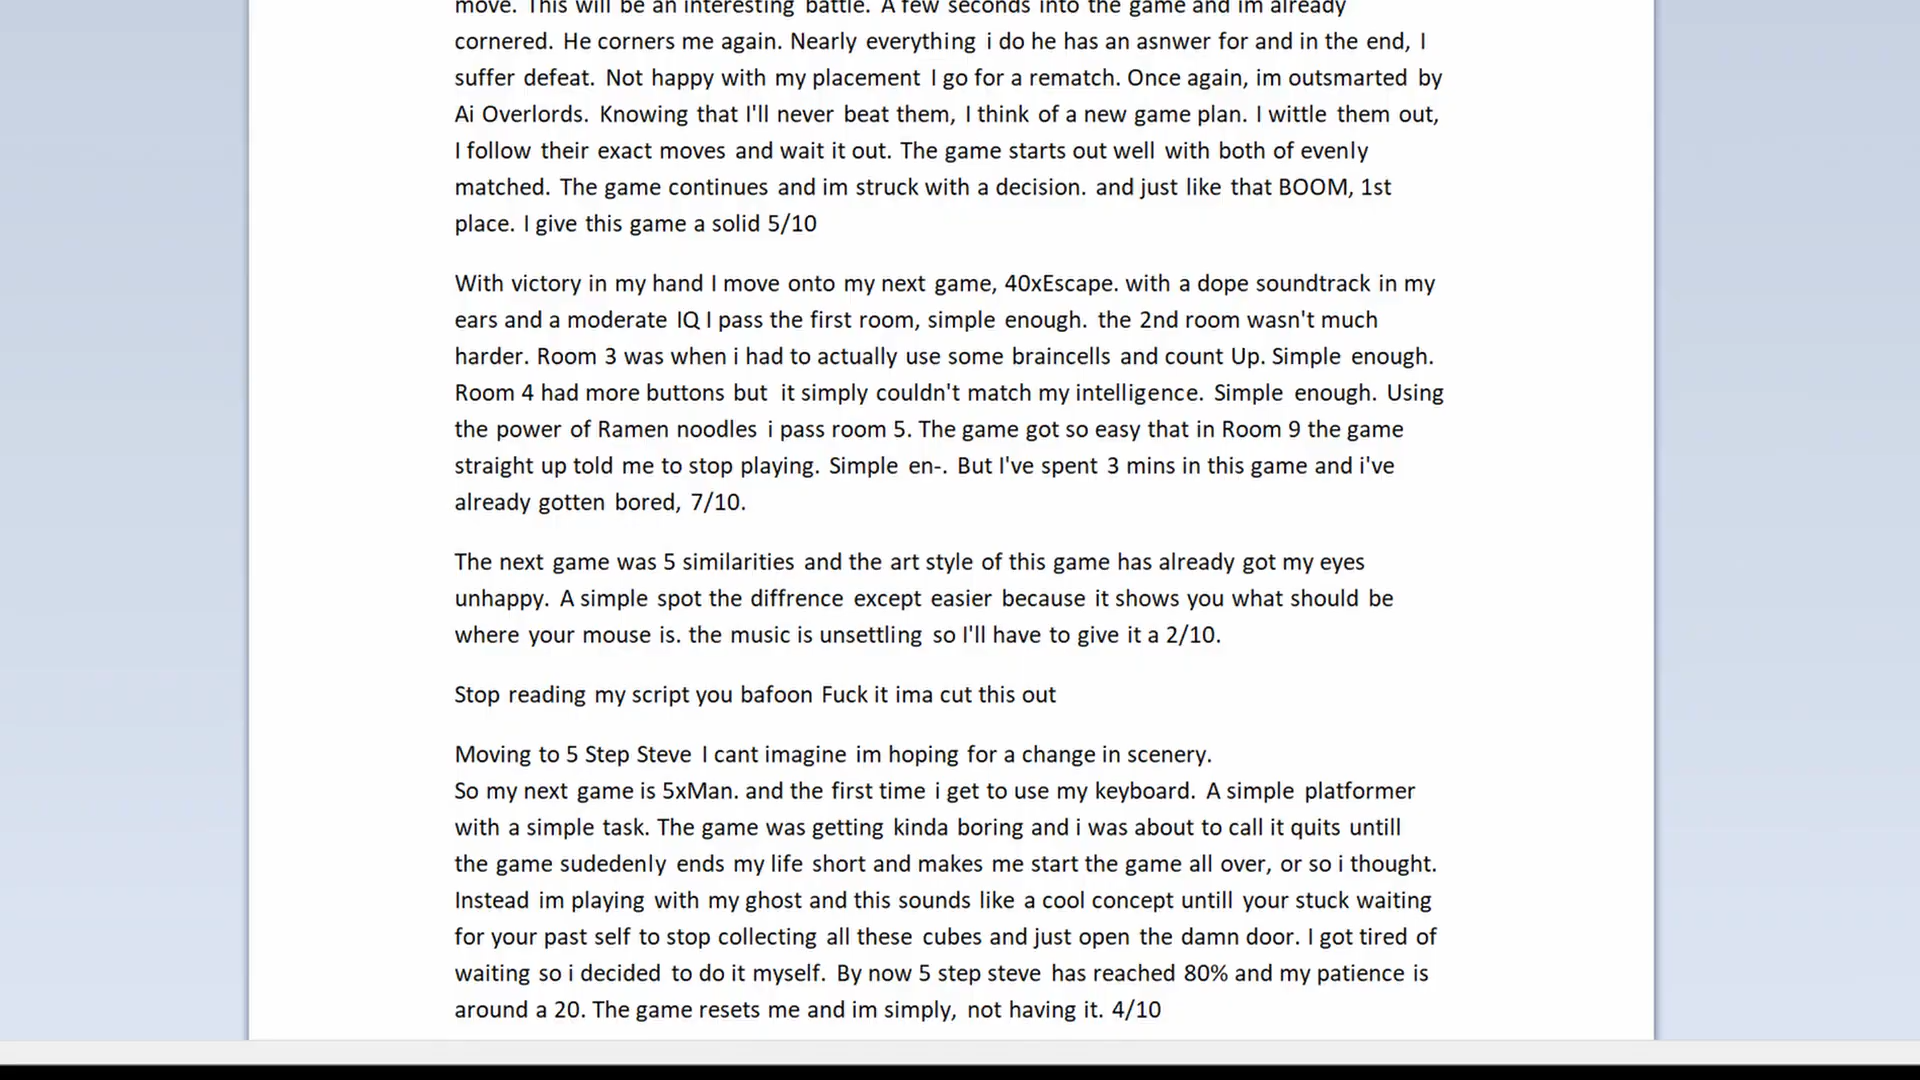 move. This will be an interesting battle. A few seconds into the game and im already
cornered. He corners me again. Nearly everything i do he has an asnwer for and in the end, I
suffer defeat. Not happy with my placement I go for a rematch. Once again, im outsmarted by
Ai Overlords. Knowing that I'll never beat them, I think of a new game plan. I wittle them out,
I follow their exact moves and wait it out. The game starts out well with both of evenly
matched. The game continues and im struck with a decision. and just like that BOOM, 1st
place. I give this game a solid 5/10
With victory in my hand I move onto my next game, 40xEscape. with a dope soundtrack in my
ears and a moderate IQ I pass the first room, simple enough. the 2nd room wasn't much
harder. Room 3 was when i had to actually use some braincells and count Up. Simple enough.
Room 4 had more buttons but it simply couldn't match my intelligence. Simple enough. Using
the power of Ramen noodles i pass room 5. The game got so easy that in Room 9 the game
straight up told me to stop playing. Simple en-. But I've spent 3 mins in this game and i've
already gotten bored, 7/10.
The next game was 5 similarities and the art style of this game has already got my eyes
unhappy. A simple spot the diffrence except easier because it shows you what should be
where your mouse is. the music is unsettling so I'll have to give it a 2/10.
Stop reading my script you bafoon Fuck it ima cut this out
Moving to 5 Step Steve I cant imagine im hoping for a change in scenery.
So my next game is 5xMan. and the first time i get to use my keyboard. A simple platformer
with a simple task. The game was getting kinda boring and i was about to call it quits untill
the game sudedenly ends my life short and makes me start the game all over, or so i thought.
Instead im playing with my ghost and this sounds like a cool concept untill your stuck waiting
for your past self to stop collecting all these cubes and just open the damn door. I got tired of
waiting so i decided to do it myself. By now 5 step steve has reached 80% and my patience is
around a 20. The game resets me and im simply, not having it. 4/10